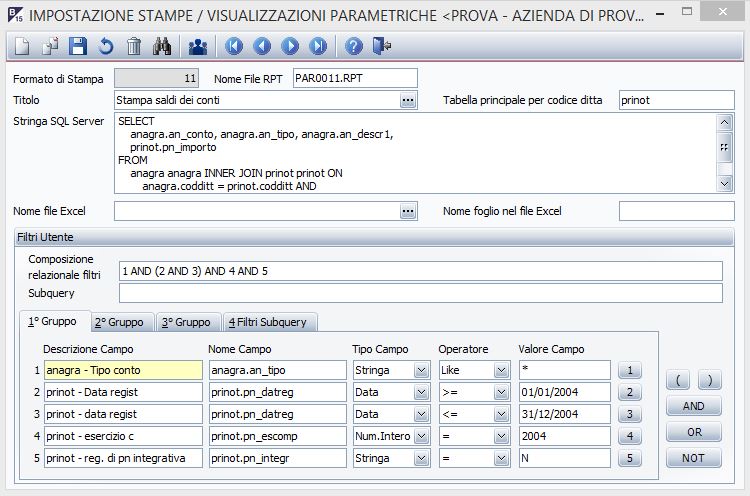 B 15 IMPOSTAZIONE STAMPE / VISUALIZZAZIONI PARAMETRICHE <PROVA - AZIENDA DI PROV...
Formato di Stampa 11 Nome File RPT PAR0011.RPT
Titolo Stampa saldi dei conti ... Tabella principale per codice ditta prinot
Stringa SQL Server SELECT
anagra.an_conto, anagra.an_tipo, anagra.an_descr1,
prinot.pn_importo
FROM
anagra anagra INNER JOIN prinot prinot ON
anagra.codditt = prinot.codditt AND
Nome file Excel ... Nome foglio nel file Excel
Filtri Utente
Composizione
relazionale filtri 1 AND (2 AND 3) AND 4 AND 5
Subquery
1° Gruppo 2° Gruppo 3° Gruppo 4 Filtri Subquery
Descrizione Campo Nome Campo Tipo Campo Operatore Valore Campo
1 anagra - Tipo conto anagra.an_tipo Stringa Like * 1
2 prinot - Data regist prinot.pn_datreg Data >= 01/01/2004 2
3 prinot - data regist prinot.pn_datreg Data <= 31/12/2004 3
4 prinot - esercizio c prinot.pn_escomp Num.Intero = 2004 4
5 prinot - reg. di pn integrativa prinot.pn_integr Stringa = N 5
( )
AND
OR
NOT